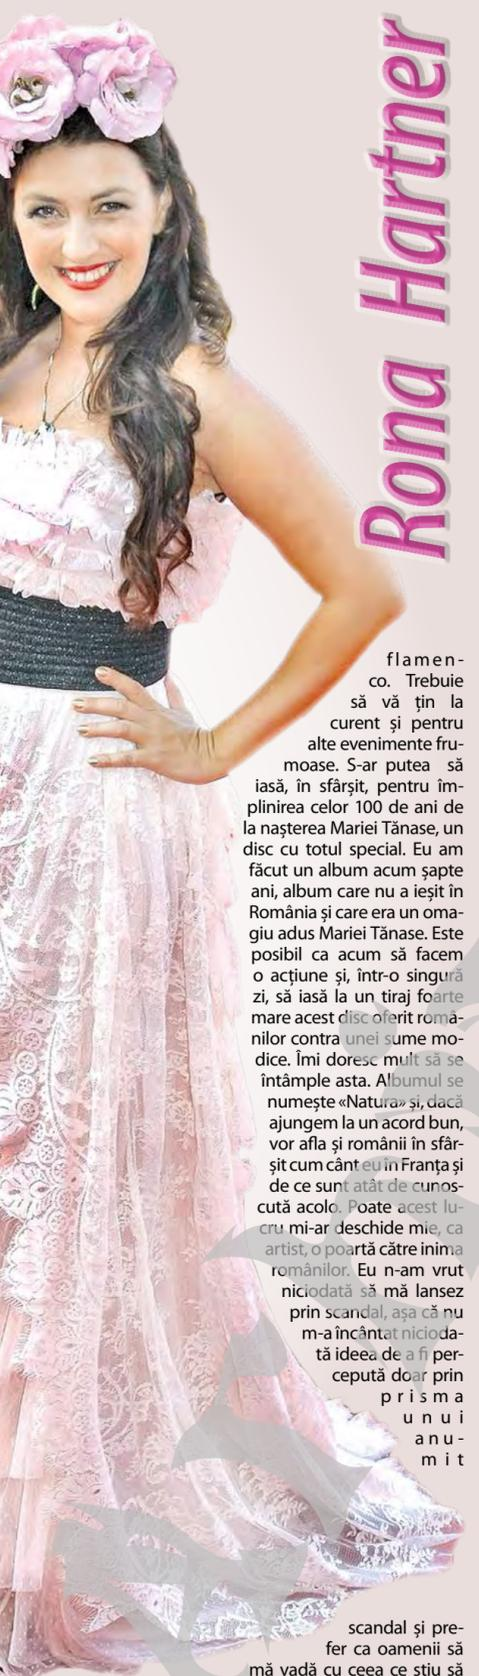 Rona Hartner
flamen-
co. Trebuie
să vă țin la
curent și pentru
alte evenimente fru-
moase. S-ar putea să
iasă, în sfârșit, pentru îm-
plinirea celor 100 de ani de
la nașterea Mariei Tănase, un
disc cu totul special. Eu am
făcut un album acum șapte
ani, album care nu a ieșit în
România și care era un oma-
giu adus Mariei Tănase. Este
posibil ca acum să facem
o acțiune și, într-o singură
zi, să iasă la un tiraj foarte
mare acest disc oferit româ-
nilor contra unei sume mo-
dice. Îmi doresc mult să se
întâmple asta. Albumul se
numește «Natura» și, dacă
ajungem la un acord bun,
vor afla și românii în sfâr-
șit cum cânt eu în Franța și
de ce sunt atât de cunos-
cută acolo. Poate acest lu-
cru mi-ar deschide mie, ca
artist, o poartă către inima
românilor. Eu n-am vrut
niciodată să mă lansez
prin scandal, așa că nu
m-a încântat nicioda-
tă ideea de a fi per-
cepută doar prin
prisma
unui
anu-
mit
scandal și pre-
fer ca oamenii să
mă vadă cu ceea ce știu să